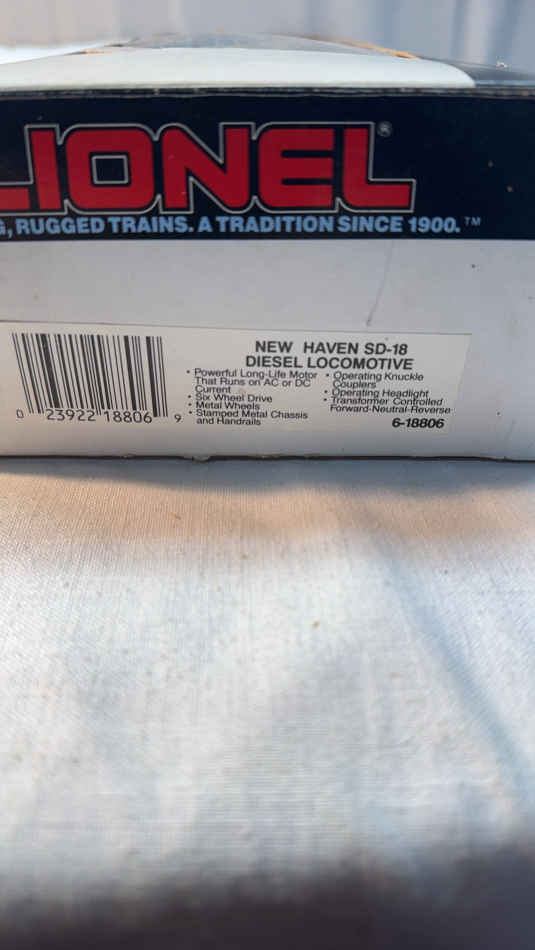 LIONEL®
, RUGGED TRAINS. A TRADITION SINCE 1900.™
NEW HAVEN SD-18
DIESEL LOCOMOTIVE
• Powerful Long-Life Motor
That Runs on AC or DC
Current
• Six Wheel Drive
• Metal Wheels
• Stamped Metal Chassis
and Handrails
• Operating Knuckle
Couplers
• Operating Headlight
• Transformer Controlled
Forward-Neutral-Reverse
6-18806
0 23922 18806 9